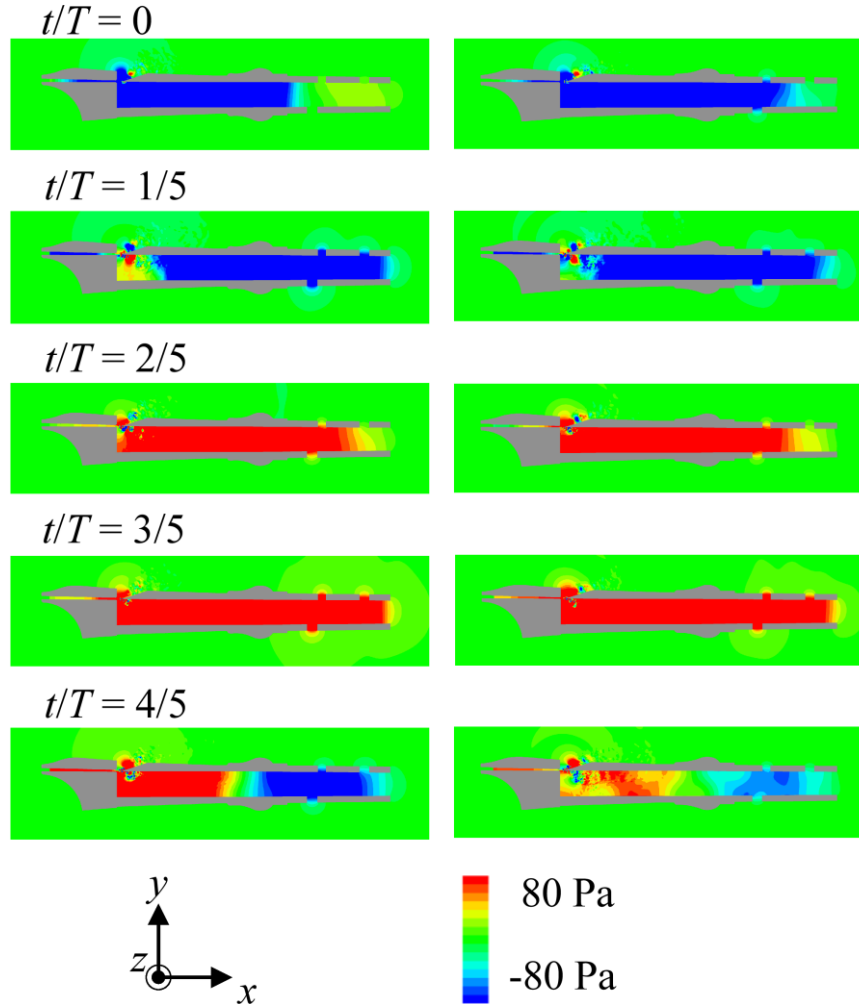 t/T = 0
t/T = 1/5
t/T = 2/5
t/T = 3/5
t/T = 4/5
y
z
x
80 Pa
-80 Pa